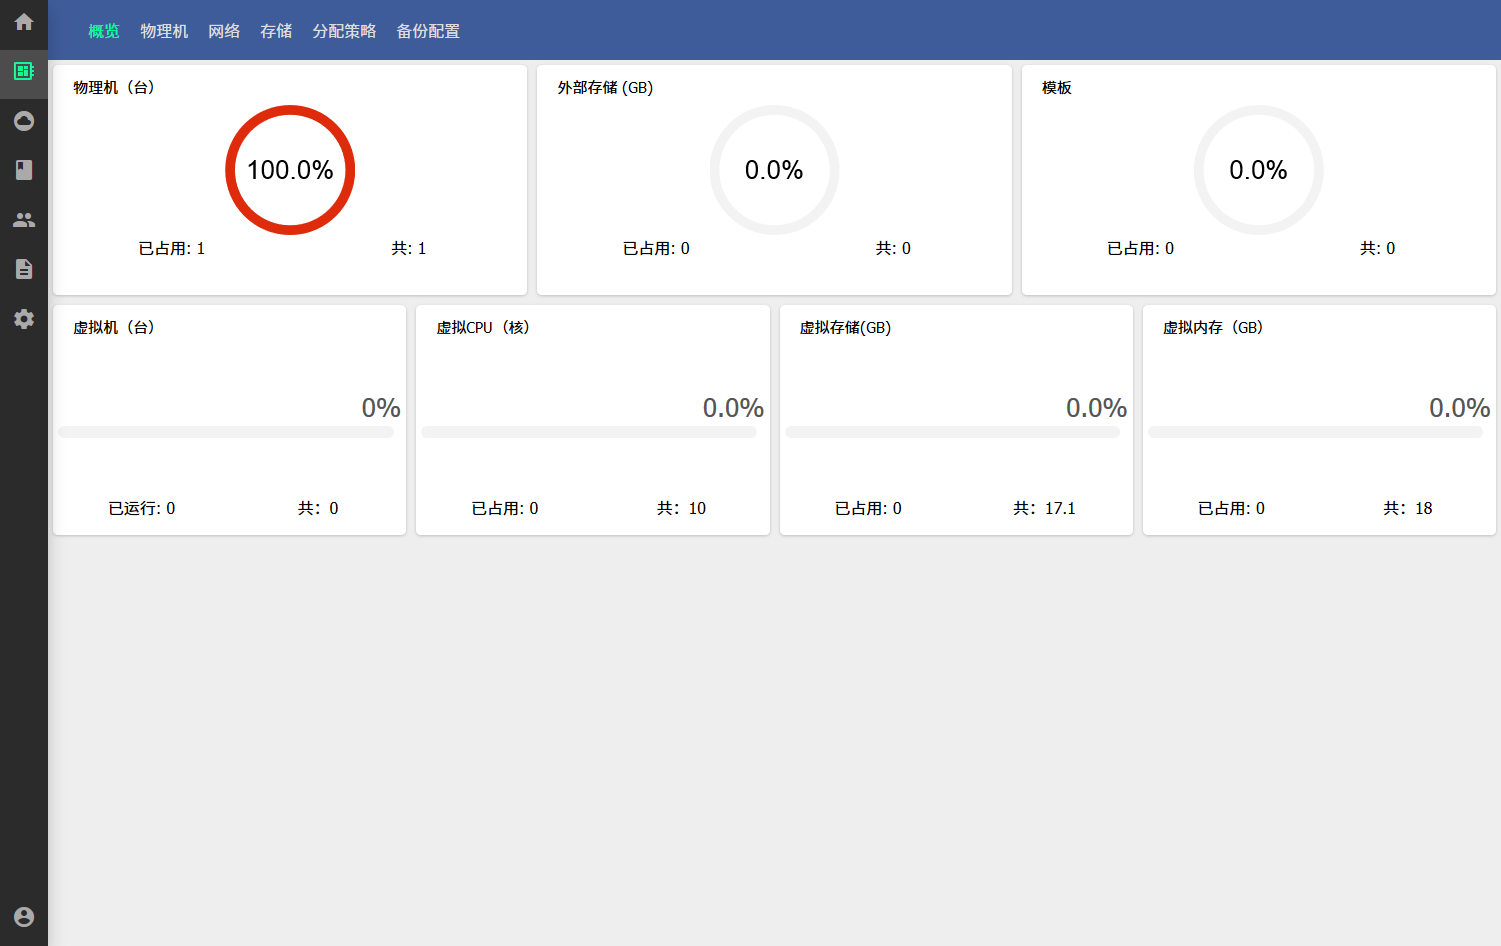 概览 物理机 网络 存储 分配策略 备份配置
物理机（台）
100.0%
已占用: 1 共: 1
外部存储 (GB)
0.0%
已占用: 0 共: 0
模板
0.0%
已占用: 0 共: 0
虚拟机（台）
0%
已运行: 0 共：0
虚拟CPU（核）
0.0%
已占用: 0 共：10
虚拟存储(GB)
0.0%
已占用: 0 共：17.1
虚拟内存（GB）
0.0%
已占用: 0 共：18